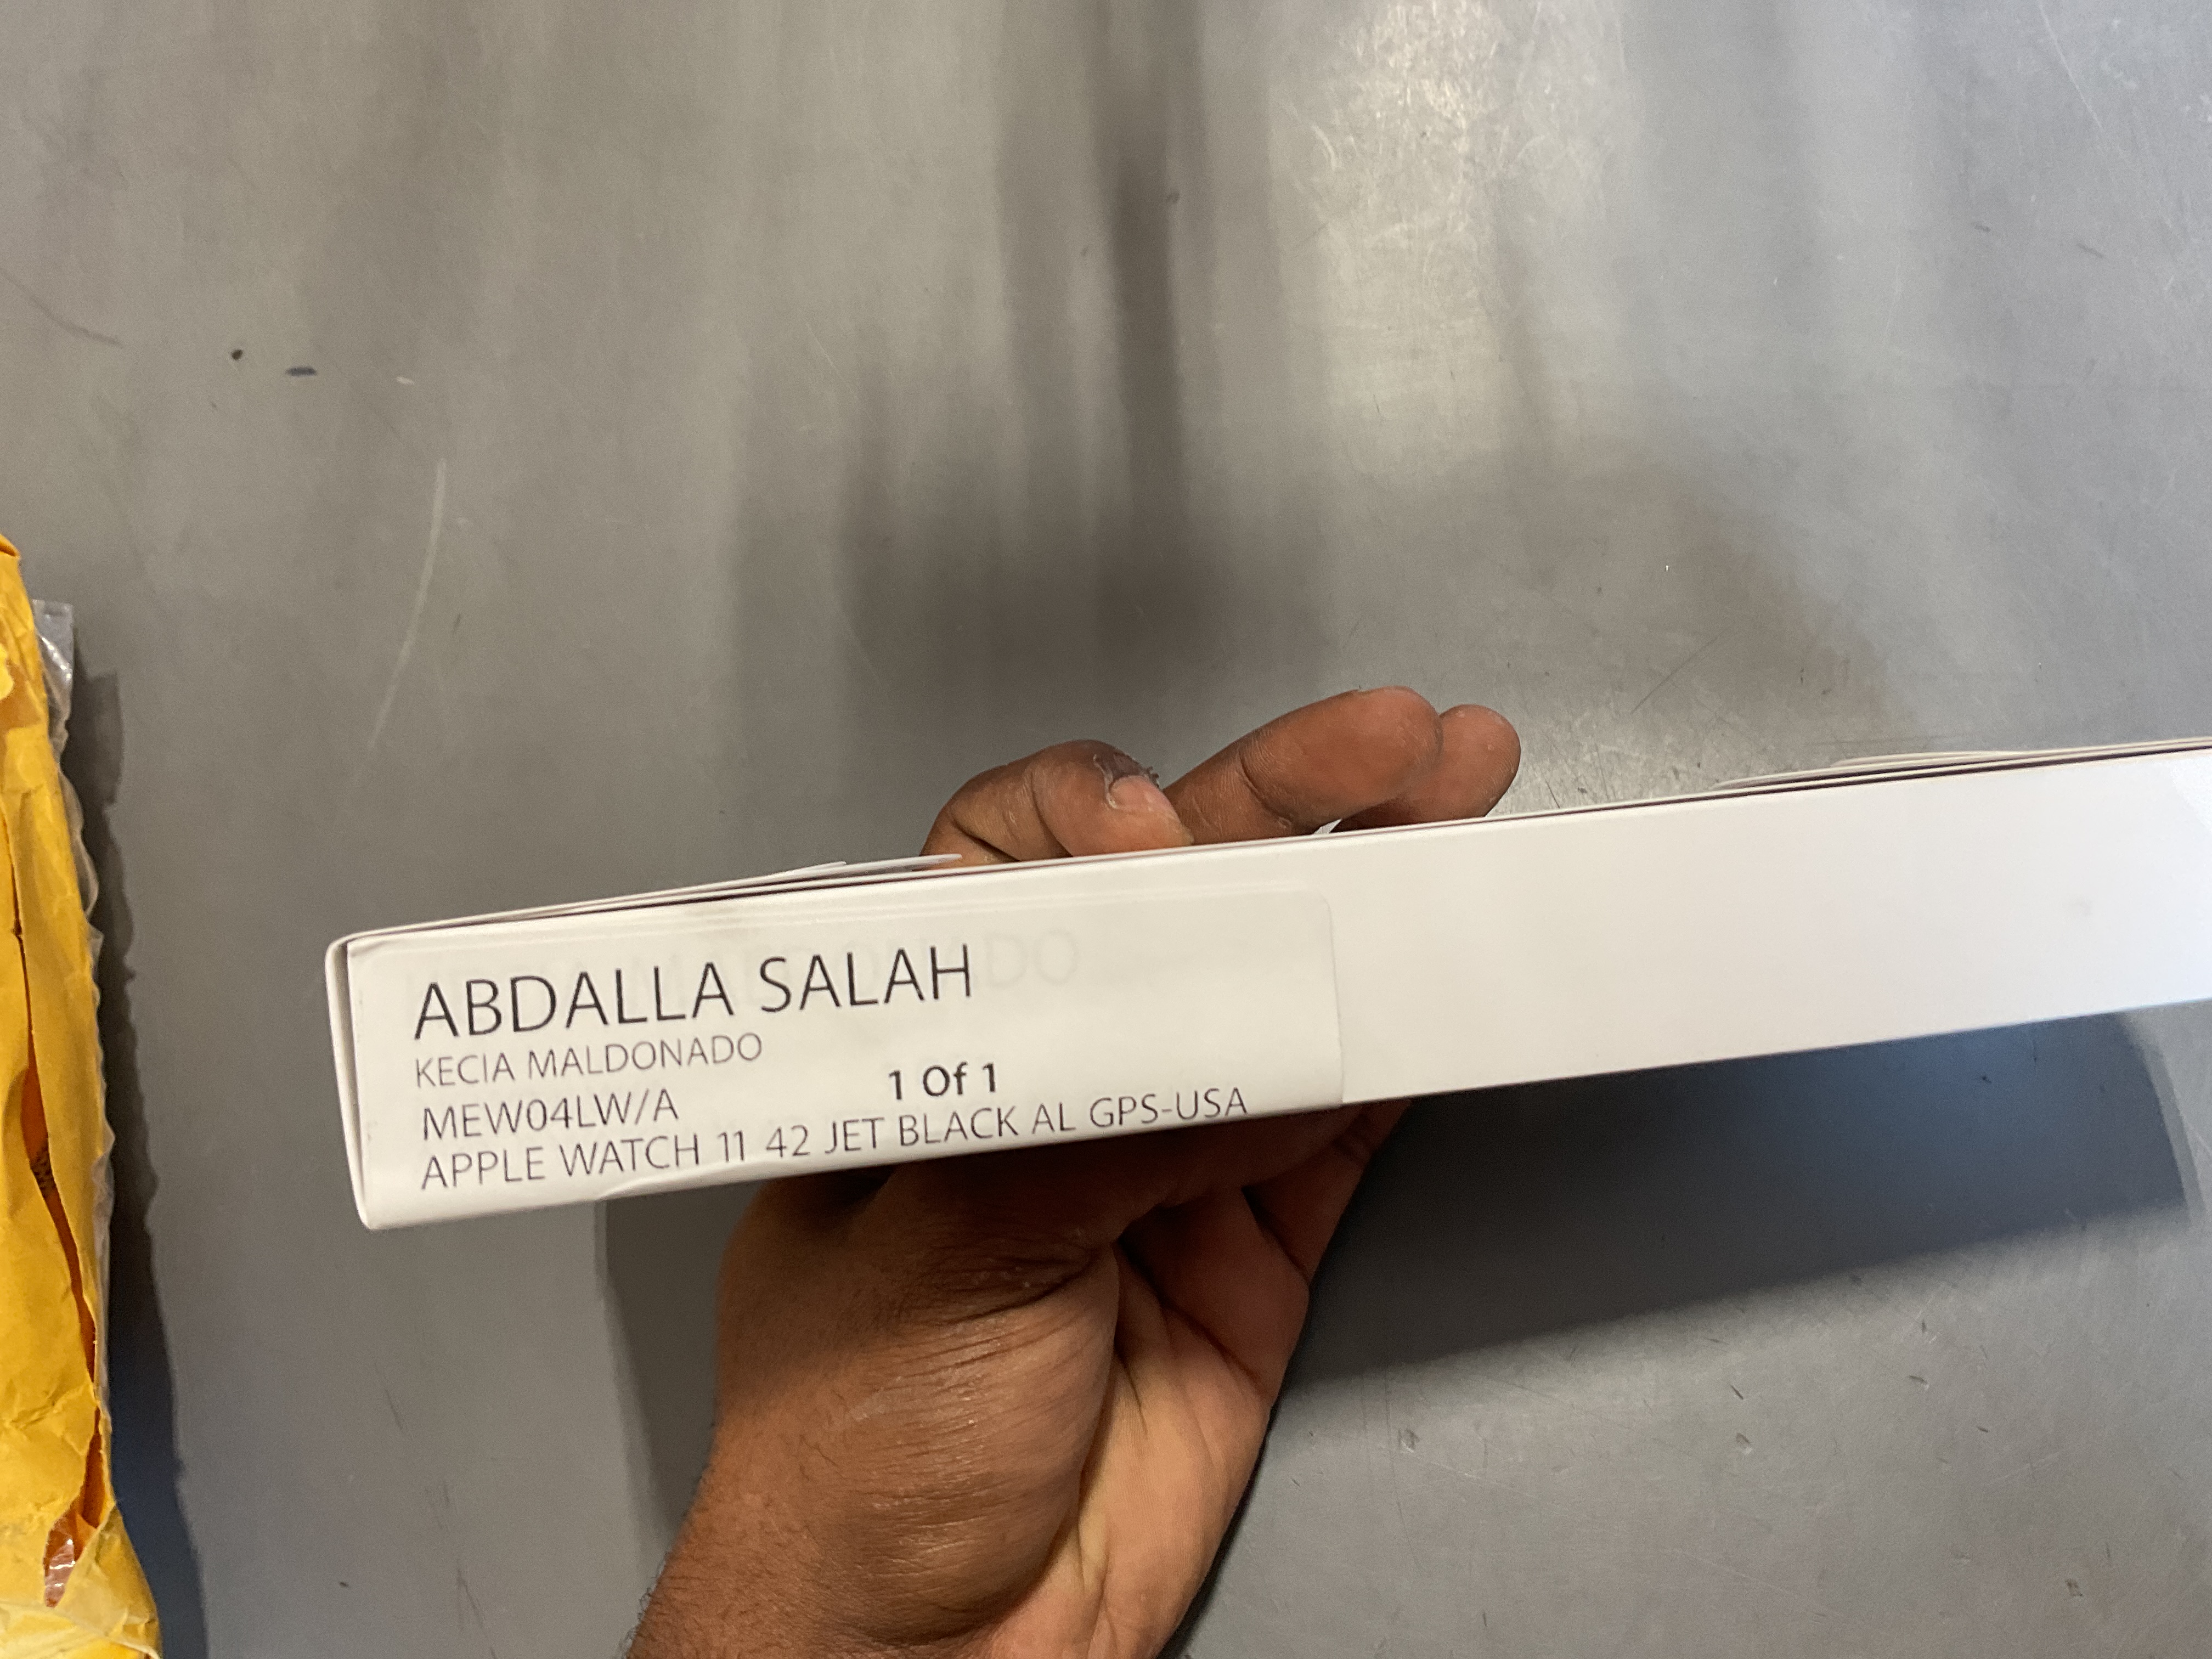 ABDALLA SALAH
KECIA MALDONADO
1 Of 1
MEW04LW/A
APPLE WATCH 11 42 JET BLACK AL GPS-USA